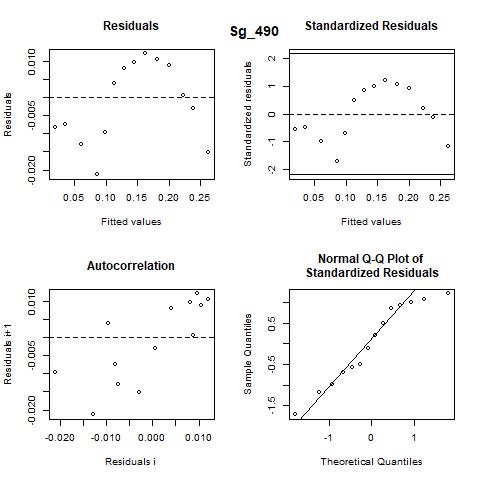 Sg_490
Residuals
Standardized Residuals
Residuals
0.010
-0.005
-0.020
0.05 0.10 0.15 0.20 0.25
Fitted values
Standardized residuals
2
1
0
-1
-2
0.05 0.10 0.15 0.20 0.25
Fitted values
Autocorrelation
Residuals i+1
0.010
-0.005
-0.020
-0.020 -0.010 0.000 0.010
Residuals i
Normal Q-Q Plot of
Standardized Residuals
Sample Quantiles
0.5
-0.5
-1.5
-1 0 1
Theoretical Quantiles